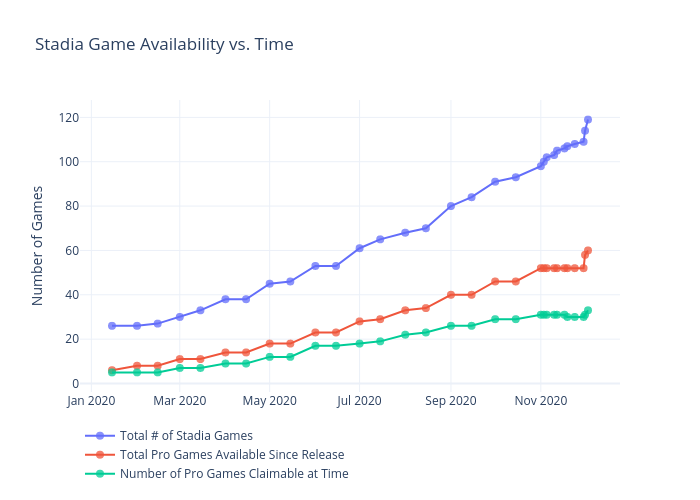 Stadia Game Availability vs. Time
Number of Games
120
100
80
60
40
20
0
Jan 2020
Mar 2020
May 2020
Jul 2020
Sep 2020
Nov 2020
Total # of Stadia Games
Total Pro Games Available Since Release
Number of Pro Games Claimable at Time